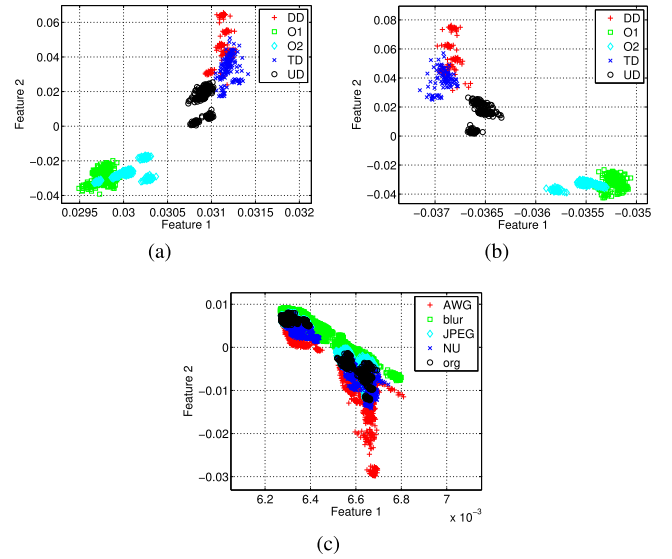 (a)
0.06
0.04
0.02
0
−0.02
−0.04
Feature 2
0.0295 0.03 0.0305 0.031 0.0315 0.032
Feature 1
DD
O1
O2
TD
UD
(b)
0.08
0.06
0.04
0.02
0
−0.02
−0.04
Feature 2
−0.037 −0.0365 −0.036 −0.0355 −0.035
Feature 1
DD
O1
O2
TD
UD
(a)
(b)
0.01
0
−0.01
−0.02
−0.03
Feature 2
6.2 6.4 6.6 6.8 7
Feature 1
x 10⁻³
AWG
blur
JPEG
NU
org
(c)